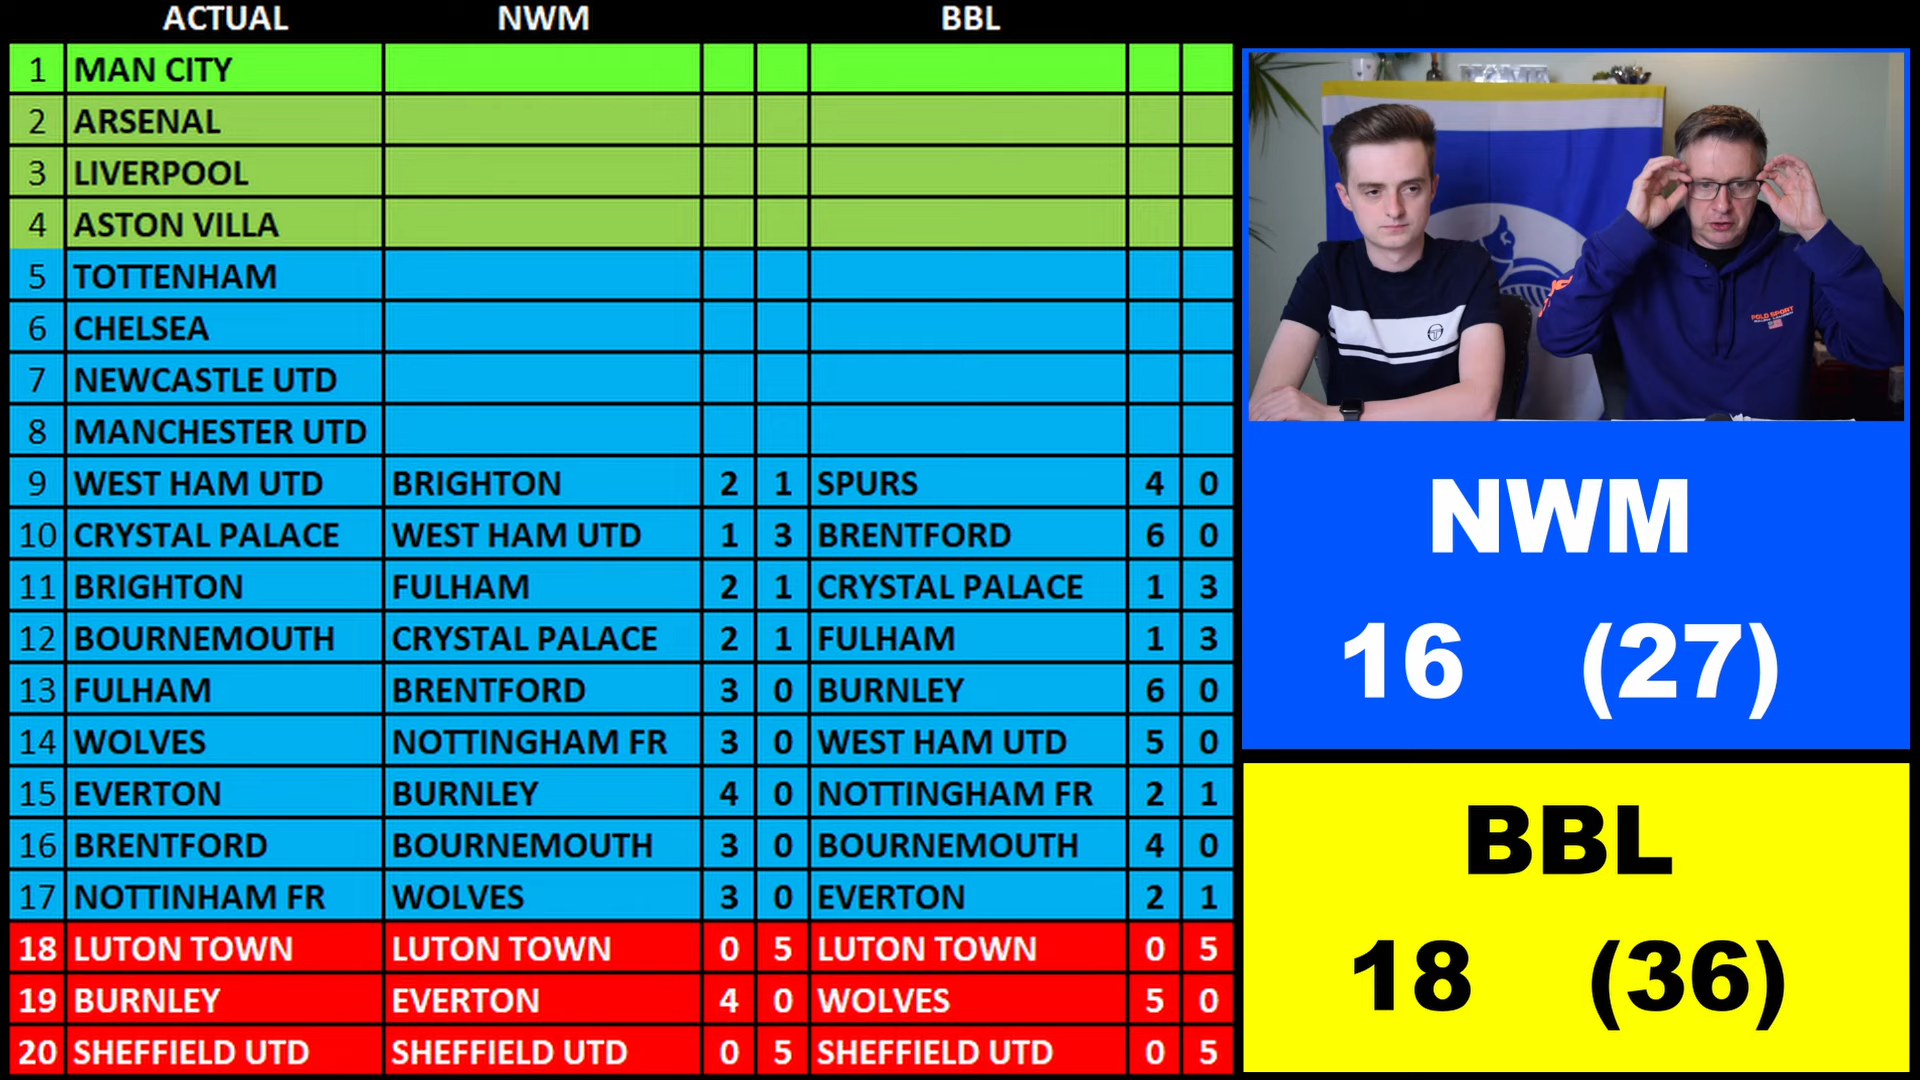 ACTUAL NWM BBL
1 MAN CITY
2 ARSENAL
3 LIVERPOOL
4 ASTON VILLA
5 TOTTENHAM
6 CHELSEA
7 NEWCASTLE UTD
8 MANCHESTER UTD
9 WEST HAM UTD BRIGHTON 2 1 SPURS 4 0
10 CRYSTAL PALACE WEST HAM UTD 1 3 BRENTFORD 6 0
11 BRIGHTON FULHAM 2 1 CRYSTAL PALACE 1 3
12 BOURNEMOUTH CRYSTAL PALACE 2 1 FULHAM 1 3
13 FULHAM BRENTFORD 3 0 BURNLEY 6 0
14 WOLVES NOTTINGHAM FR 3 0 WEST HAM UTD 5 0
15 EVERTON BURNLEY 4 0 NOTTINGHAM FR 2 1
16 BRENTFORD BOURNEMOUTH 3 0 BOURNEMOUTH 4 0
17 NOTTINHAM FR WOLVES 3 0 EVERTON 2 1
18 LUTON TOWN LUTON TOWN 0 5 LUTON TOWN 0 5
19 BURNLEY EVERTON 4 0 WOLVES 5 0
20 SHEFFIELD UTD SHEFFIELD UTD 0 5 SHEFFIELD UTD 0 5
POLO SPORT
NWM
16 (27)
BBL
18 (36)